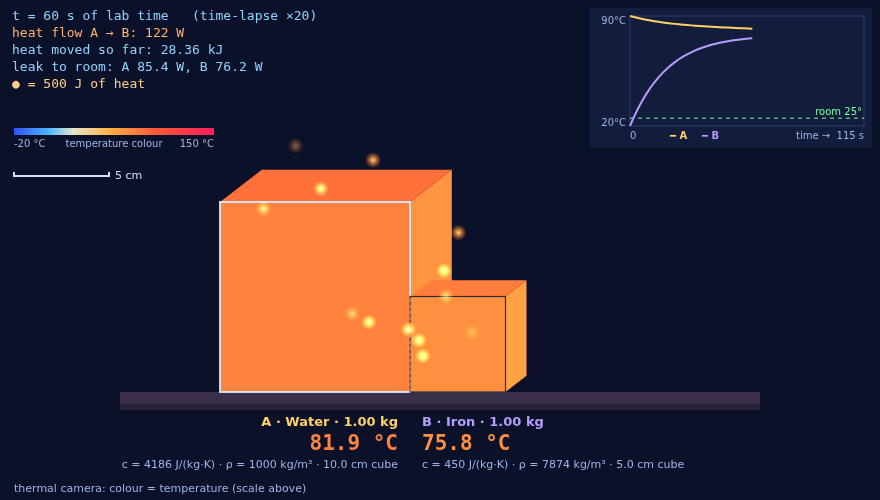 t = 60 s of lab time (time-lapse ×20)
heat flow A → B: 122 W
heat moved so far: 28.36 kJ
leak to room: A 85.4 W, B 76.2 W
● = 500 J of heat
-20 °C temperature colour 150 °C
5 cm
90°C
room 25°
20°C
0 A B time → 115 s
A · Water · 1.00 kg B · Iron · 1.00 kg
81.9 °C 75.8 °C
c = 4186 J/(kg·K) · ρ = 1000 kg/m³ · 10.0 cm cube c = 450 J/(kg·K) · ρ = 7874 kg/m³ · 5.0 cm cube
thermal camera: colour = temperature (scale above)